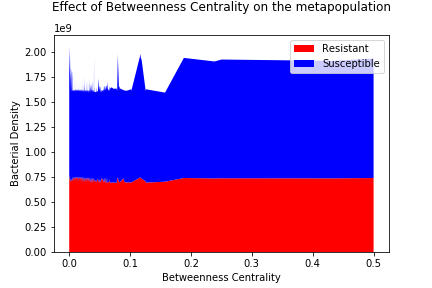 Effect of Betweenness Centrality on the metapopulation
1e9
Resistant
Susceptible
2.00
1.75
1.50
1.25
1.00
0.75
0.50
0.25
0.00
Bacterial Density
0.0 0.1 0.2 0.3 0.4 0.5
Betweenness Centrality